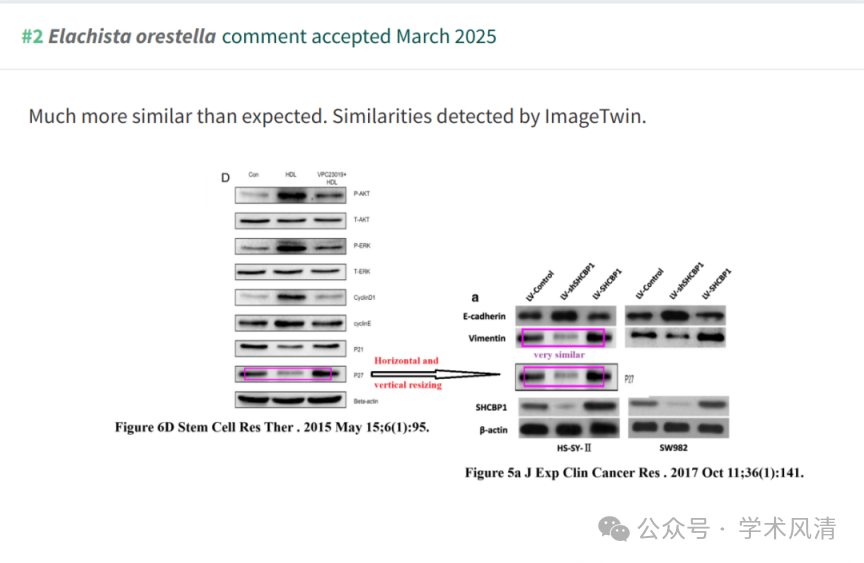 #2 Elachista orestella comment accepted March 2025
Much more similar than expected. Similarities detected by ImageTwin.
D
Con HDL VPC23019+
HDL
P-AKT
T-AKT
P-ERK
T-ERK
CyclinD1
cyclinE
P21
P27
Beta-actin
Figure 6D Stem Cell Res Ther . 2015 May 15;6(1):95.
Horizontal and
vertical resizing
a
LV-Control LV-shSHCBP1 LV-SHCBP1 LV-Control LV-shSHCBP1 LV-SHCBP1
E-cadherin
Vimentin
very similar
P27
SHCBP1
β-actin
HS-SY-II SW982
Figure 5a J Exp Clin Cancer Res . 2017 Oct 11;36(1):141.
公众号 · 学术风清